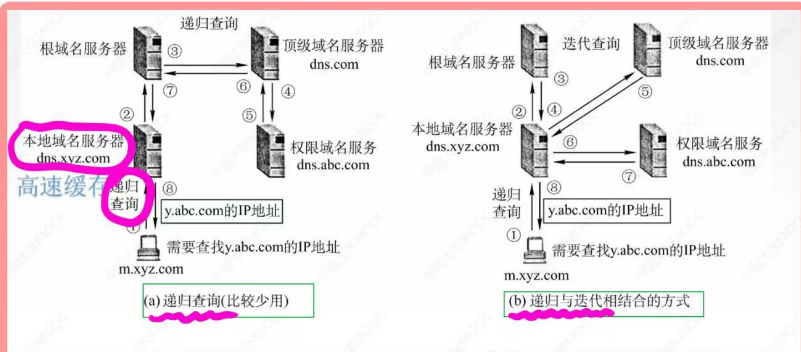 递归查询
根域名服务器
③
顶级域名服务器
dns.com
⑦
⑥
④
②
⑤
本地域名服务器
dns.xyz.com
权限域名服务
dns.abc.com
高速缓存
递归
查询
⑧
y.abc.com的IP地址
①
需要查找y.abc.com的IP地址
m.xyz.com
(a) 递归查询(比较少用)
迭代查询
顶级域名服务器
dns.com
根域名服务器
③
②
④
⑤
本地域名服务器
dns.xyz.com
⑥
权限域名服务
dns.abc.com
⑦
递归
查询
⑧
y.abc.com的IP地址
①
需要查找y.abc.com的IP地址
m.xyz.com
(b) 递归与迭代相结合的方式